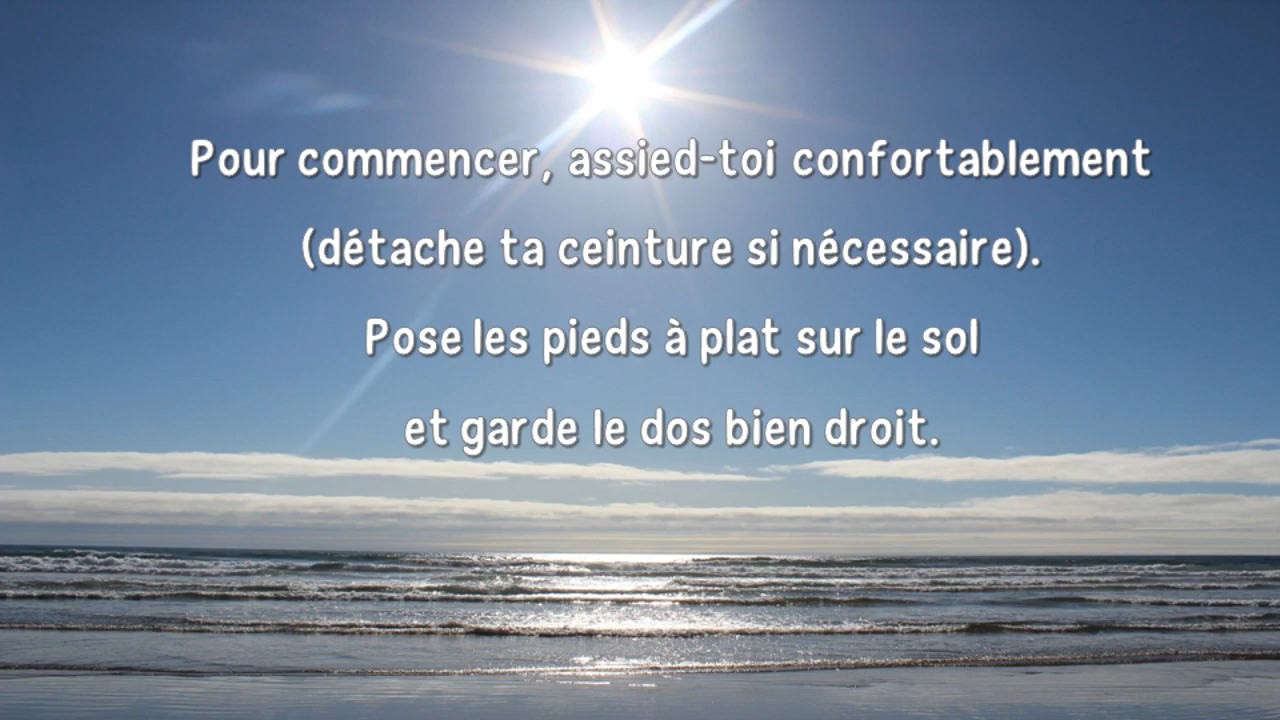 Pour commencer, assied-toi confortablement
(détache ta ceinture si nécessaire).
Pose les pieds à plat sur le sol
et garde le dos bien droit.